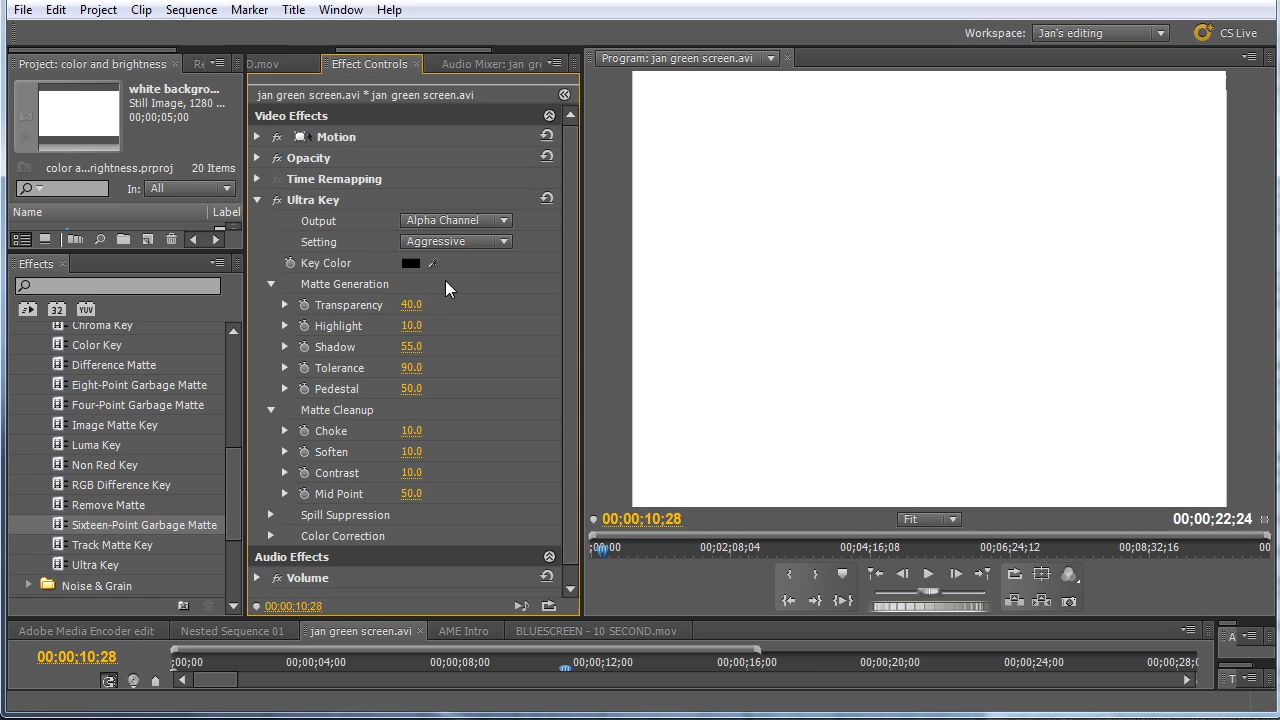 File Edit Project Clip Sequence Marker Title Window Help
Workspace: Jan's editing CS Live
Project: color and brightness
Re
D.mov
Effect Controls
Audio Mixer: jan gr
Program: jan green screen.avi
white backgro...
Still Image, 1280 ...
00;00;05;00
color a...rightness.prproj 20 Items
In: All
Name Label
Effects
32 YUV
Chroma Key
Color Key
Difference Matte
Eight-Point Garbage Matte
Four-Point Garbage Matte
Image Matte Key
Luma Key
Non Red Key
RGB Difference Key
Remove Matte
Sixteen-Point Garbage Matte
Track Matte Key
Ultra Key
Noise & Grain
jan green screen.avi * jan green screen.avi
Video Effects
fx Motion
fx Opacity
fx Time Remapping
fx Ultra Key
Output Alpha Channel
Setting Aggressive
Key Color
Matte Generation
Transparency 40.0
Highlight 10.0
Shadow 55.0
Tolerance 90.0
Pedestal 50.0
Matte Cleanup
Choke 10.0
Soften 10.0
Contrast 10.0
Mid Point 50.0
Spill Suppression
Color Correction
Audio Effects
fx Volume
00;00;10;28
00;00;10;28 Fit 00;00;22;24
;00;00 00;02;08;04 00;04;16;08 00;06;24;12 00;08;32;16 00
Adobe Media Encoder edit Nested Sequence 01 jan green screen.avi AME Intro BLUESCREEN - 10 SECOND.mov
00;00;10;28
;00;00 00;00;04;00 00;00;08;00 00;00;12;00 00;00;16;00 00;00;20;00 00;00;24;00 00;00;28;0
A
T